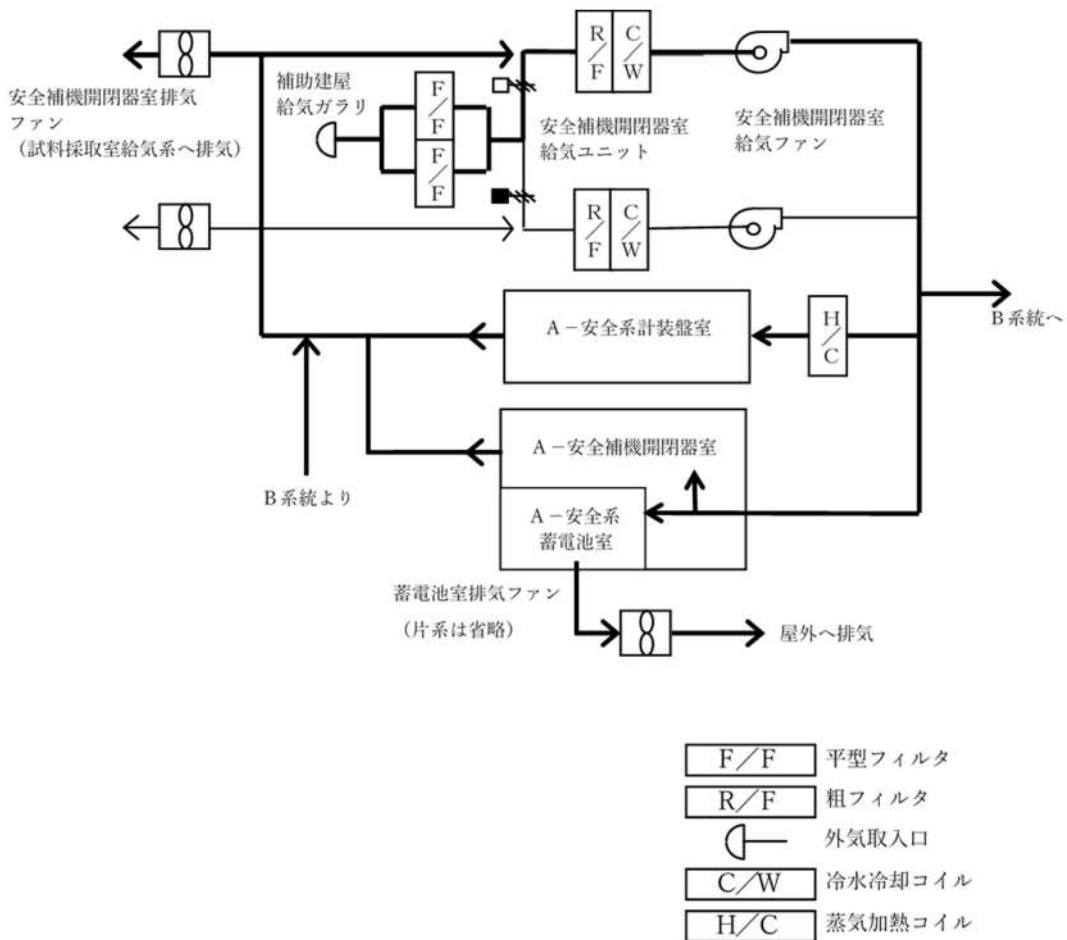 安全補機開閉器室排気
ファン
（試料採取室給気系へ排気）
補助建屋
給気ガラリ
F／F
F／F
R／F
C／W
安全補機開閉器室
給気ユニット
安全補機開閉器室
給気ファン
R／F
C／W
A－安全系計装盤室
H／C
B系統へ
A－安全補機開閉器室
B系統より
A－安全系
蓄電池室
蓄電池室排気ファン
（片系は省略）
屋外へ排気
F／F 平型フィルタ
R／F 粗フィルタ
外気取入口
C／W 冷水冷却コイル
H／C 蒸気加熱コイル